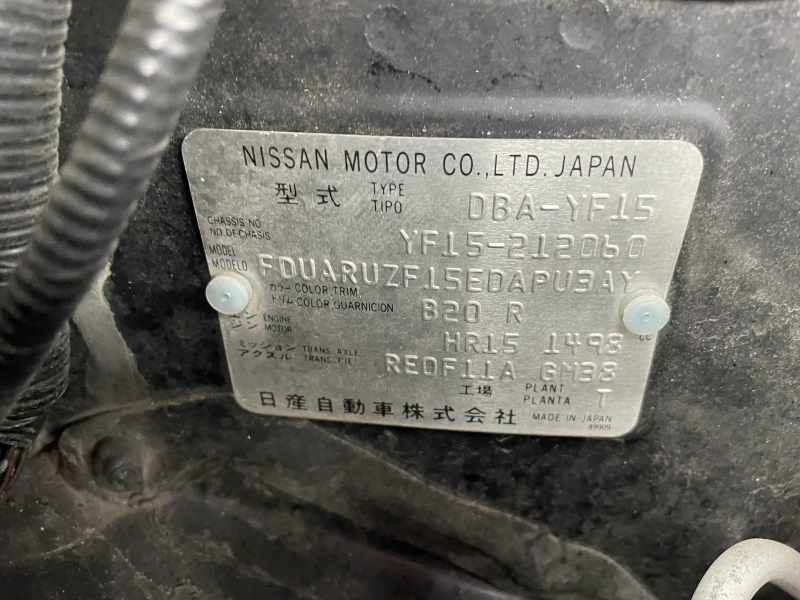 NISSAN MOTOR CO.,LTD. JAPAN
型式 TYPE TIPO DBA-YF15
CHASSIS NO
NO. DE CHASIS YF15-212060
MODEL
MODELO FDUARUZF15EDAPU3AY
カラー COLOR, TRIM
トリム COLOR, GUARNICION B20 R
ENGINE
ジン MOTOR HR15 1498 cc
ミッション TRANS. AXLE
アクスル TRANS. EJE RE0F11A GM38
工場 PLANT PLANTA T
日産自動車株式会社 MADE IN JAPAN
89909